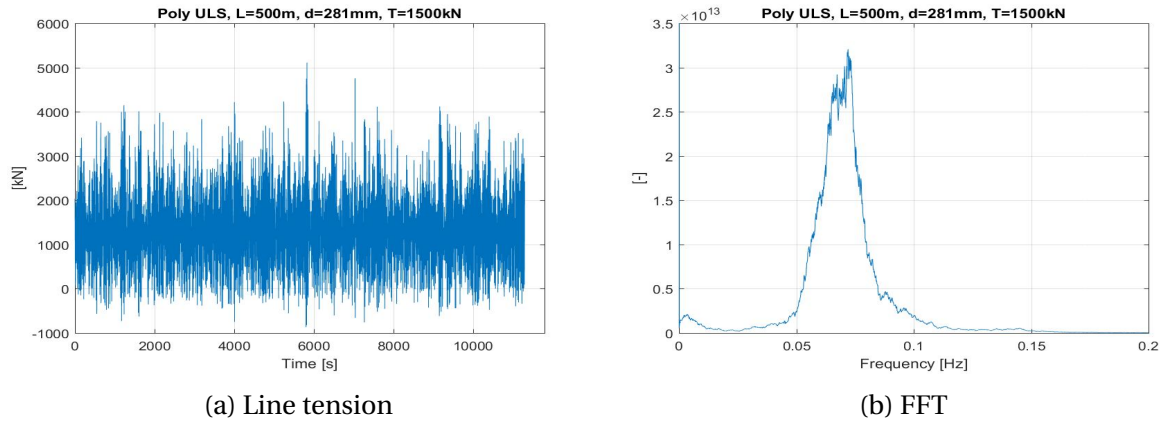 Poly ULS, L=500m, d=281mm, T=1500kN
6000
5000
4000
3000
2000
1000
0
-1000
[kN]
0 2000 4000 6000 8000 10000
Time [s]
(a) Line tension
Poly ULS, L=500m, d=281mm, T=1500kN
×10^13
3.5
3
2.5
2
1.5
1
0.5
0
[-]
0 0.05 0.1 0.15 0.2
Frequency [Hz]
(b) FFT